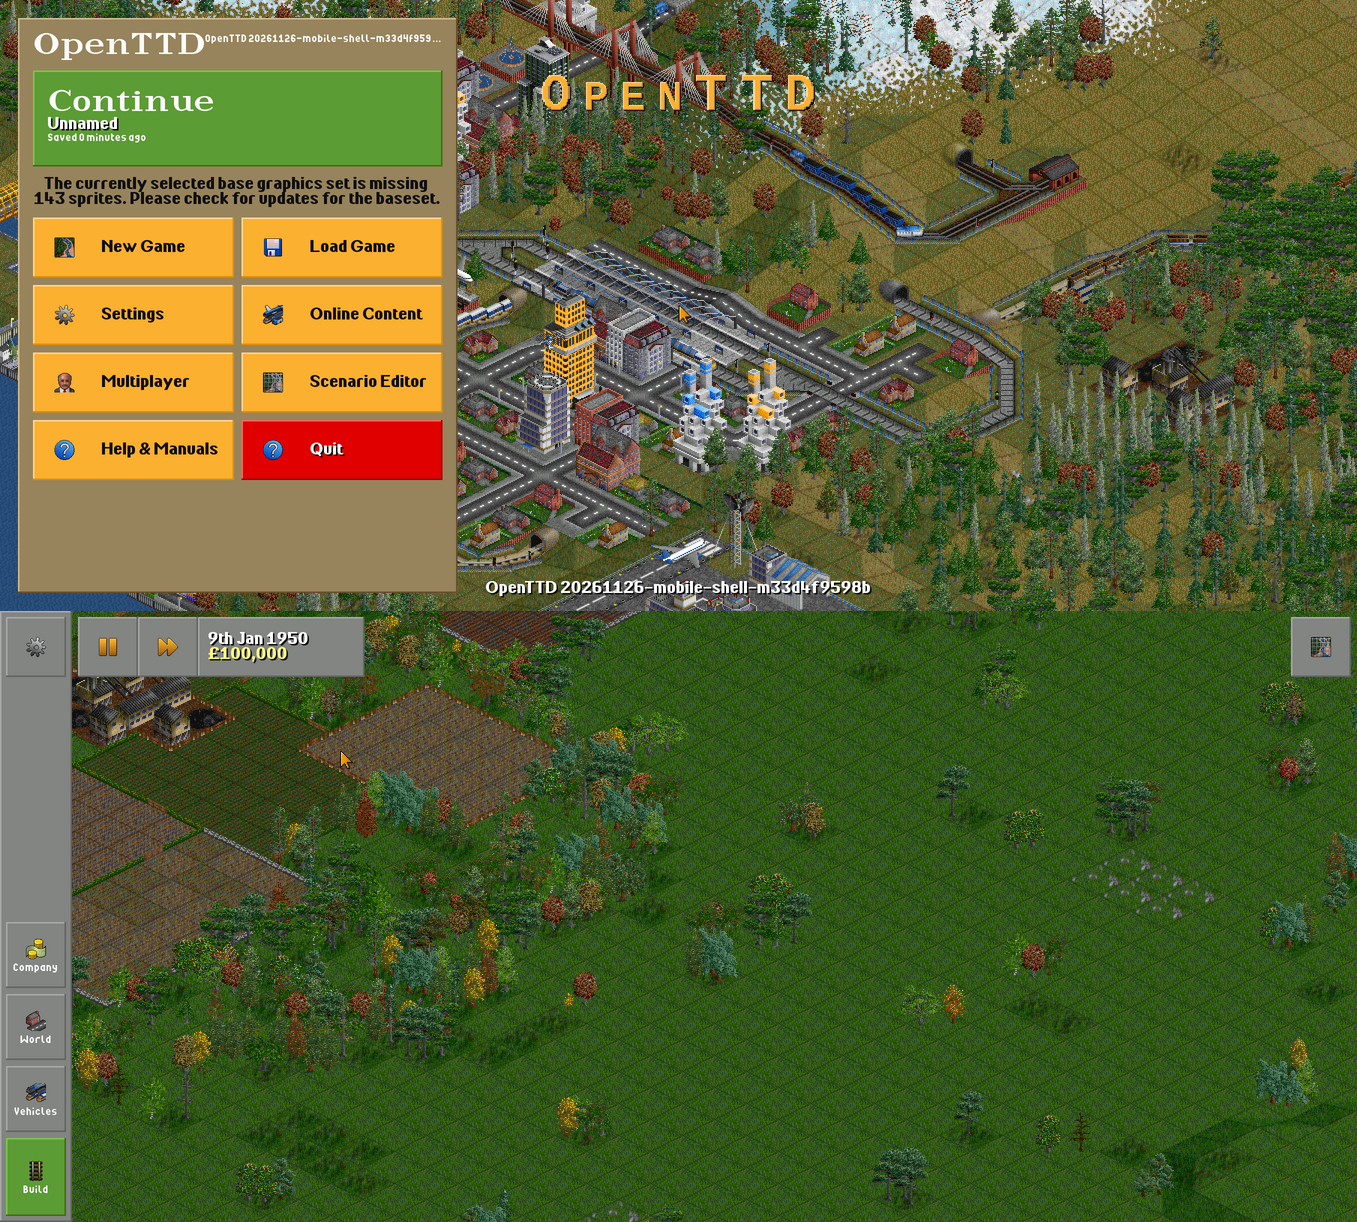 OpenTTD
OpenTTD 20261126-mobile-shell-m33d4f959...
Continue
Unnamed
Saved 0 minutes ago
The currently selected base graphics set is missing
143 sprites. Please check for updates for the baseset.
New Game
Load Game
Settings
Online Content
Multiplayer
Scenario Editor
Help & Manuals
Quit
OPENTTD
OpenTTD 20261126-mobile-shell-m33d4f9598b
9th Jan 1950
£100,000
Company
World
Vehicles
Build